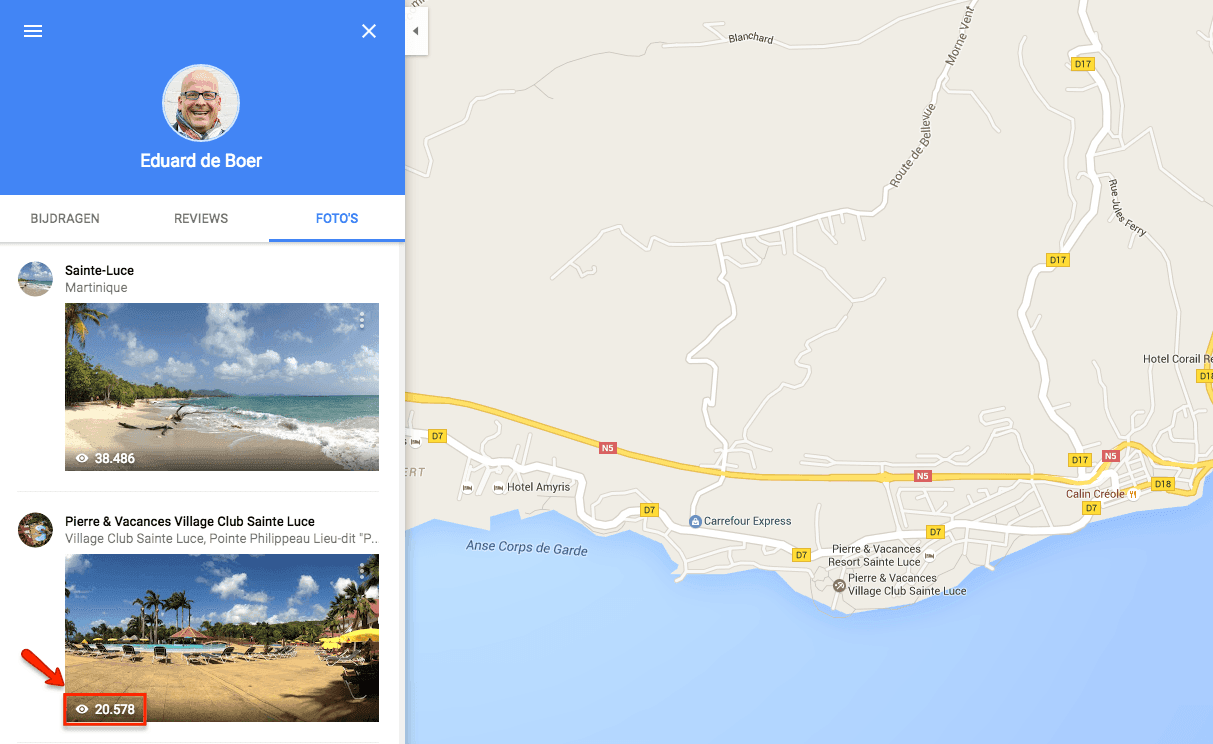 Eduard de Boer
BIJDRAGEN
REVIEWS
FOTO'S
Sainte-Luce
Martinique
38.486
Pierre & Vacances Village Club Sainte Luce
Village Club Sainte Luce, Pointe Philippeau Lieu-dit "P...
20.578
Blanchard
Morne Vent
D17
Route de Bellevue
Rue Jules Ferry
D17
Hotel Corail Re
D18
D7
N5
ERT
N5
D17
N5
D18
Hotel Amyris
Calin Créole
D7
D7
Carrefour Express
D7
Anse Corps de Garde
D7
Pierre & Vacances
Resort Sainte Luce
Pierre & Vacances
Village Club Sainte Luce